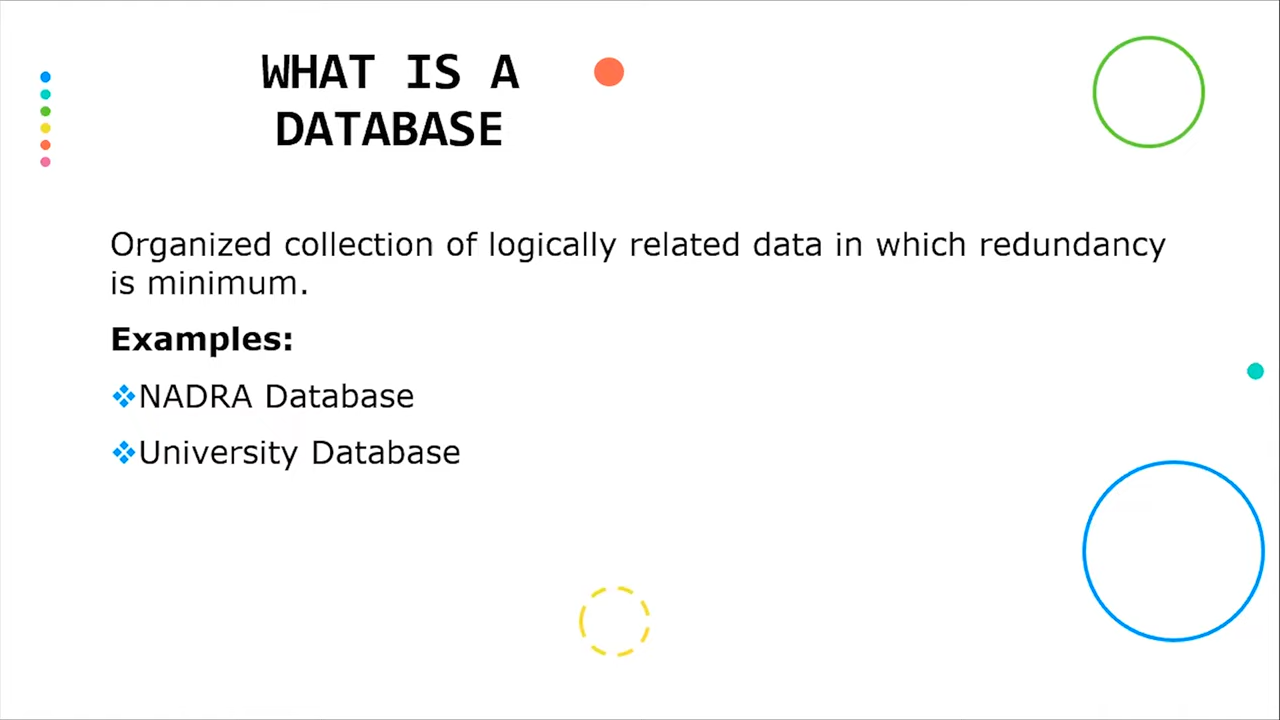 WHAT IS A
DATABASE
Organized collection of logically related data in which redundancy
is minimum.
Examples:
❖NADRA Database
❖University Database